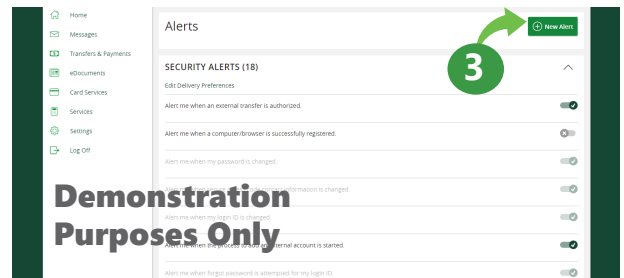 Home
Messages
Transfers & Payments
eDocuments
Card Services
Services
Settings
Log Off
Alerts
New Alert
3
SECURITY ALERTS (18)
Edit Delivery Preferences
Alert me when an external transfer is authorized.
Alert me when a computer/browser is successfully registered.
Alert me when my password is changed.
contact information is changed.
Alert me when my login ID is changed.
Alert me when the process to add an external account is started.
Alert me when forgot password is attempted for my login ID.
Demonstration
Purposes Only